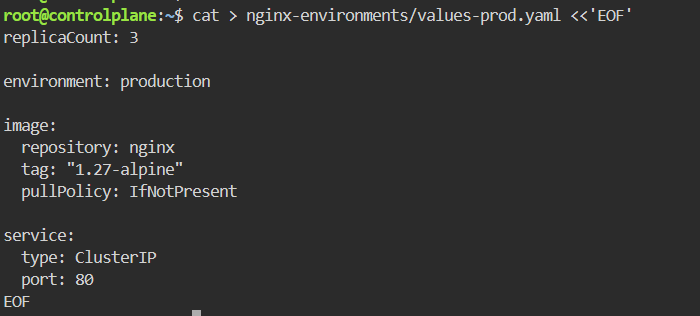 root@controlplane:~$ cat > nginx-environments/values-prod.yaml <<'EOF'
replicaCount: 3

environment: production

image:
  repository: nginx
  tag: "1.27-alpine"
  pullPolicy: IfNotPresent

service:
  type: ClusterIP
  port: 80
EOF